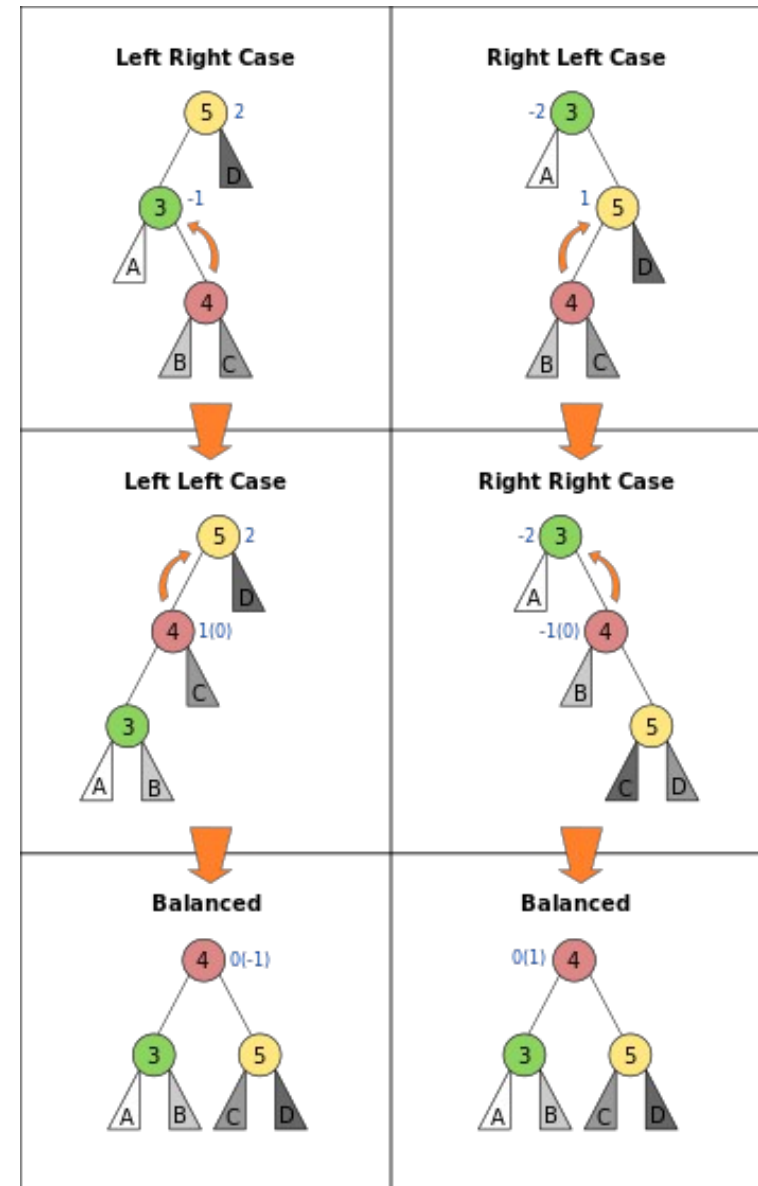 Left Right Case
5 2
D
3 -1
A
4
B C
Right Left Case
-2 3
A
1 5
D
4
B C
Left Left Case
5 2
D
4 1(0)
C
3
A B
Right Right Case
-2 3
A
-1(0) 4
B
5
C D
Balanced
4 0(-1)
3 5
A B C D
Balanced
0(1) 4
3 5
A B C D